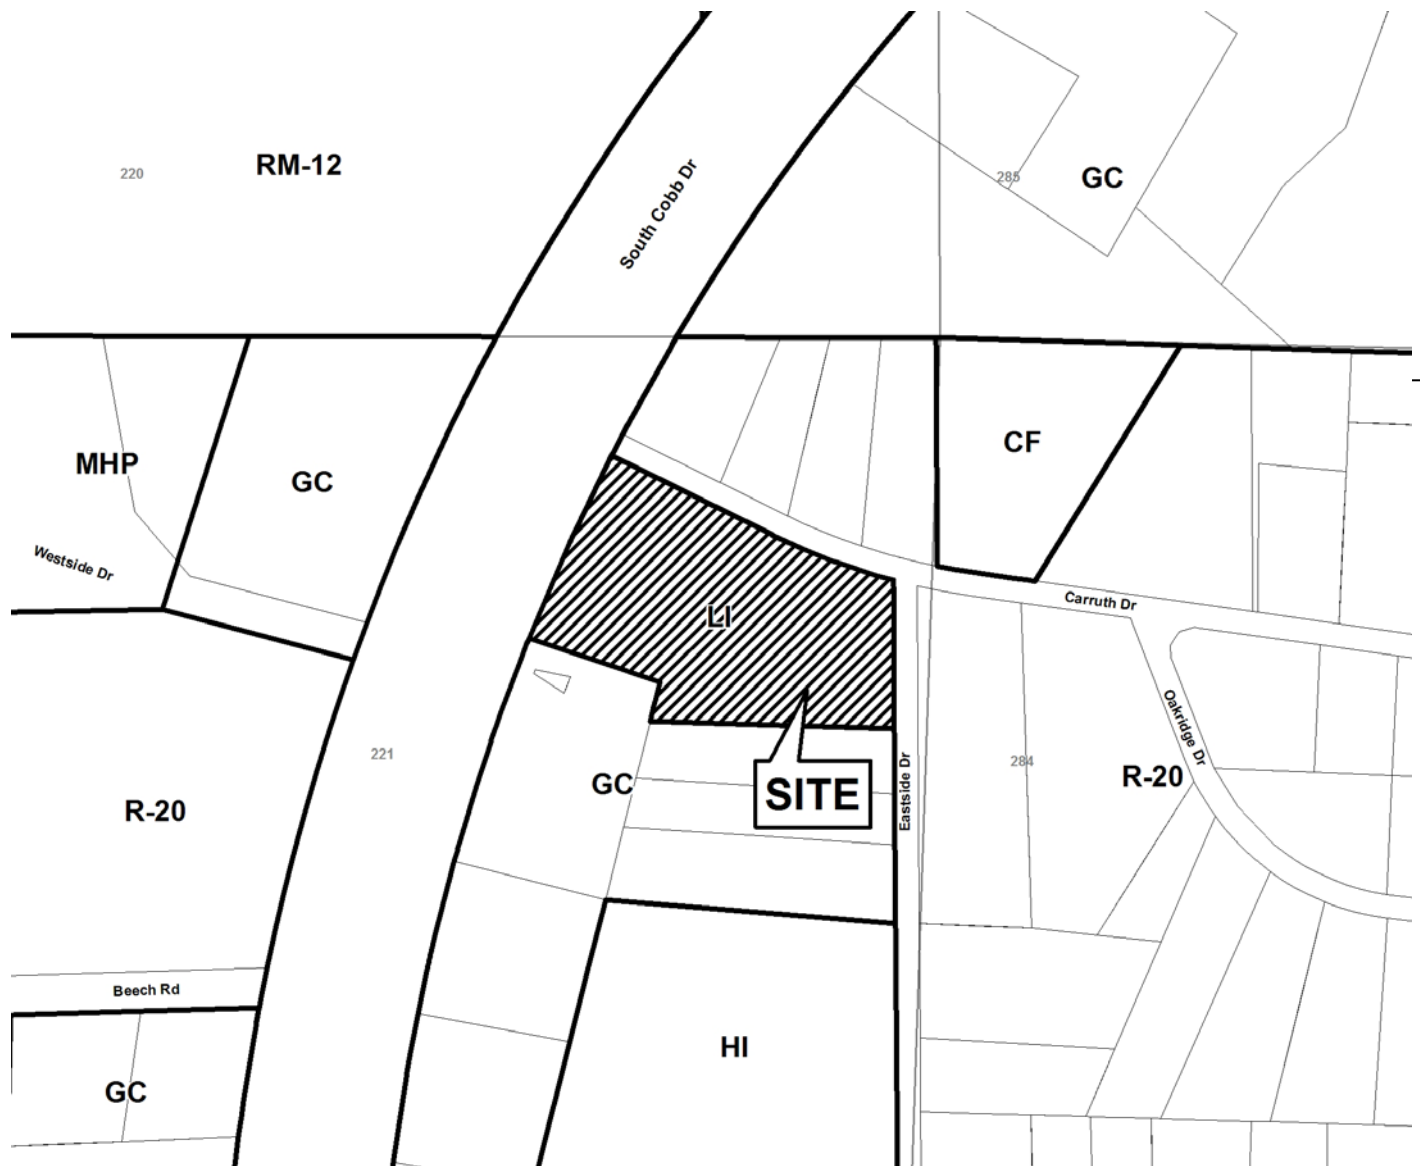 RM-12
220
South Cobb Dr
285
GC
MHP
GC
CF
Westside Dr
LI
Carruth Dr
Oakridge Dr
221
GC
SITE
Eastside Dr
284
R-20
R-20
Beech Rd
HI
GC